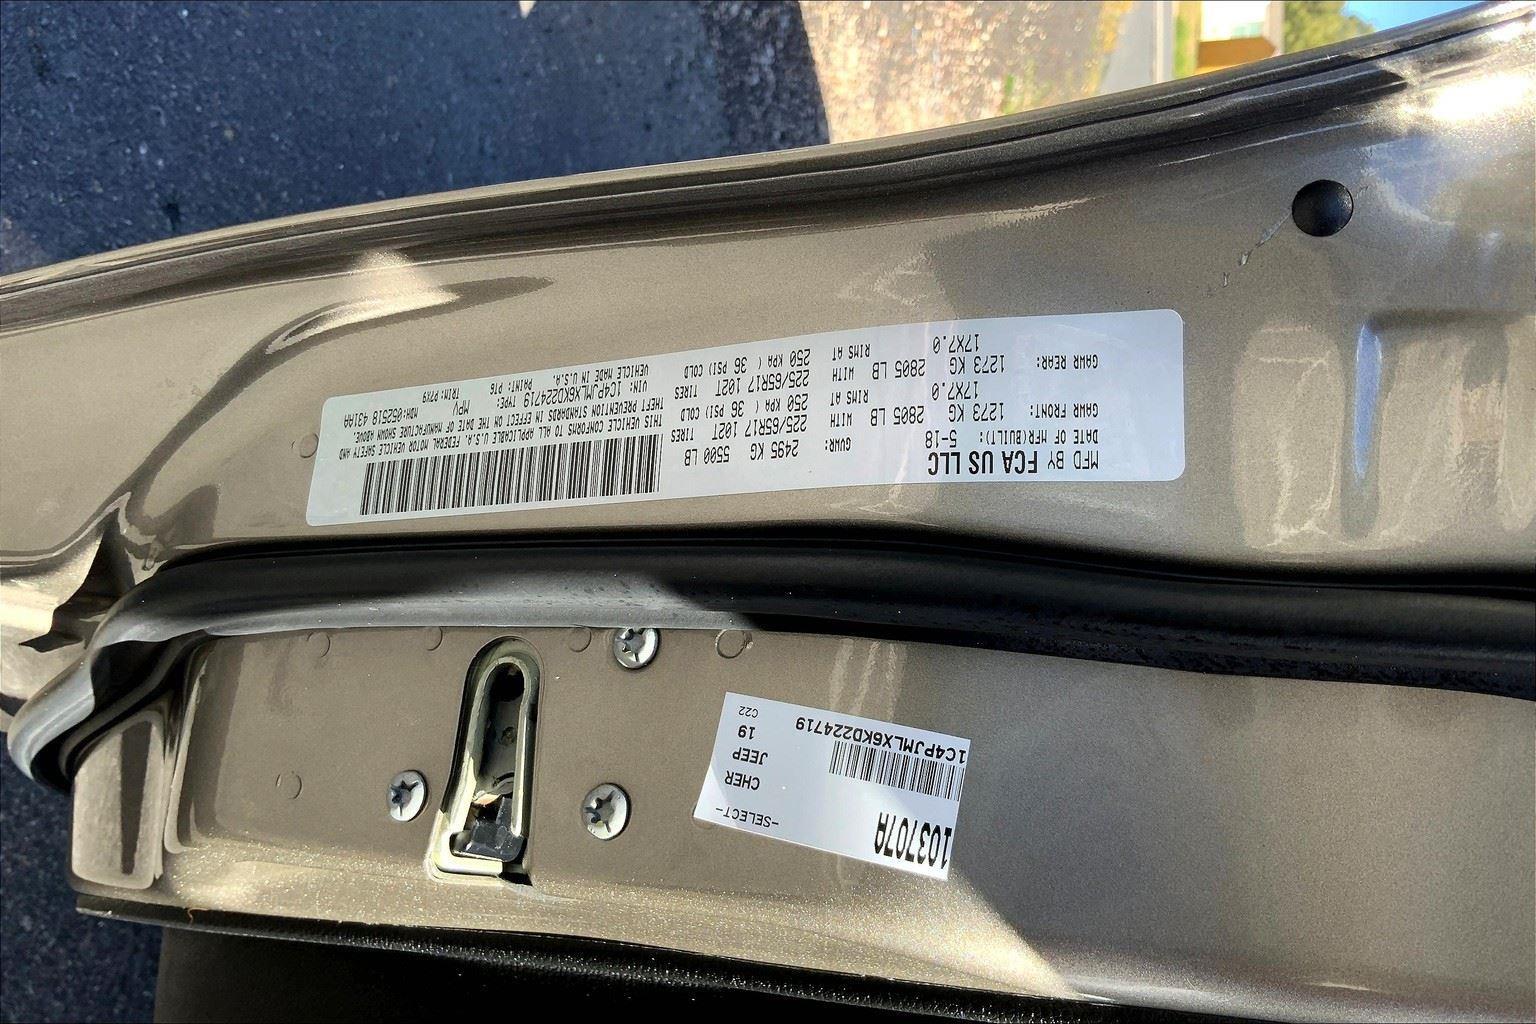 MFD BY FCA US LLC
DATE OF MFR(BUILT): 5-18
GVWR: 2495 KG 5500 LB
GAWR FRONT: 1273 KG 2805 LB WITH 225/65R17 102T TIRES
17X7.0 RIMS AT 250 KPA ( 36 PSI) COLD
GAWR REAR: 1273 KG 2805 LB WITH 225/65R17 102T TIRES
17X7.0 RIMS AT 250 KPA ( 36 PSI) COLD
THIS VEHICLE CONFORMS TO ALL APPLICABLE U.S.A. FEDERAL MOTOR VEHICLE SAFETY AND
THEFT PREVENTION STANDARDS IN EFFECT ON THE DATE OF MANUFACTURE SHOWN ABOVE.
VIN: 1C4PJMLX6KD224719 TYPE: MPV MDH:052518 431AA
VEHICLE MADE IN U.S.A. PAINT: PTG TRIM:
103707A -SELECT-
CHER
JEEP
19
1C4PJMLX6KD224719
C22